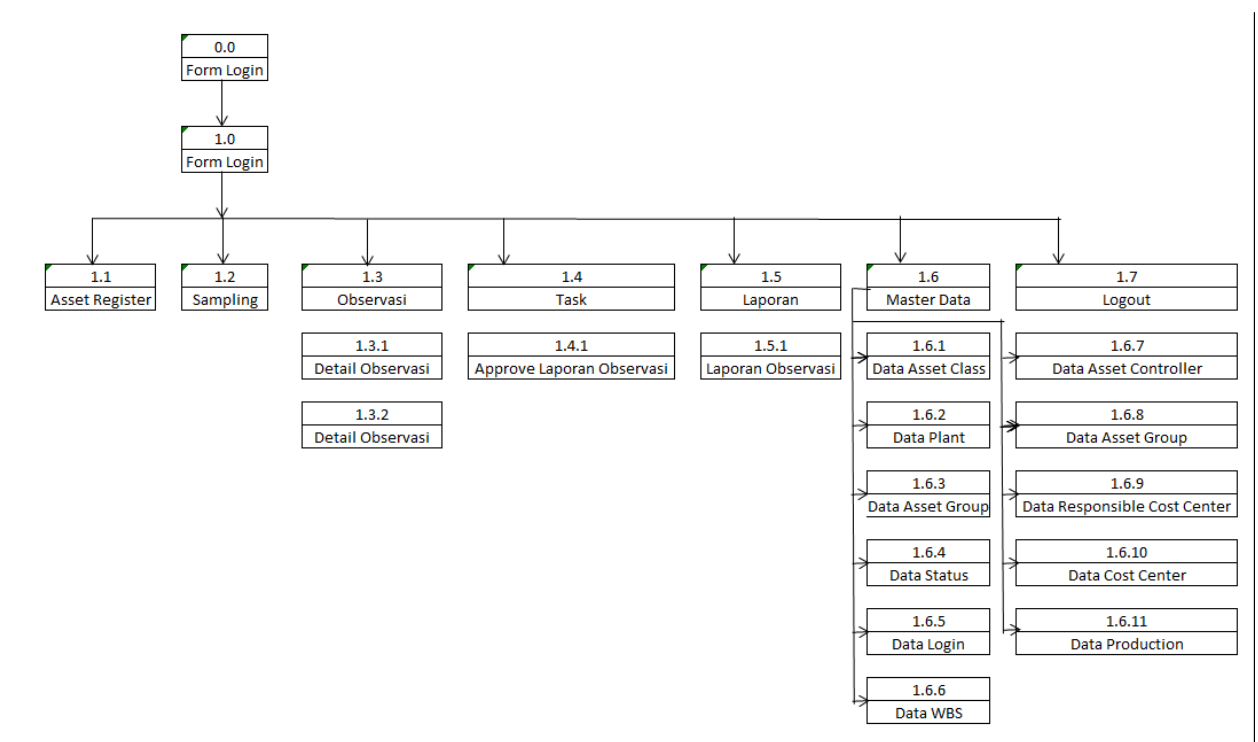 0.0
Form Login
1.0
Form Login
1.1
Asset Register
1.2
Sampling
1.3
Observasi
1.4
Task
1.5
Laporan
1.6
Master Data
1.7
Logout
1.3.1
Detail Observasi
1.4.1
Approve Laporan Observasi
1.5.1
Laporan Observasi
1.6.1
Data Asset Class
1.6.7
Data Asset Controller
1.3.2
Detail Observasi
1.6.2
Data Plant
1.6.8
Data Asset Group
1.6.3
Data Asset Group
1.6.9
Data Responsible Cost Center
1.6.4
Data Status
1.6.10
Data Cost Center
1.6.5
Data Login
1.6.11
Data Production
1.6.6
Data WBS